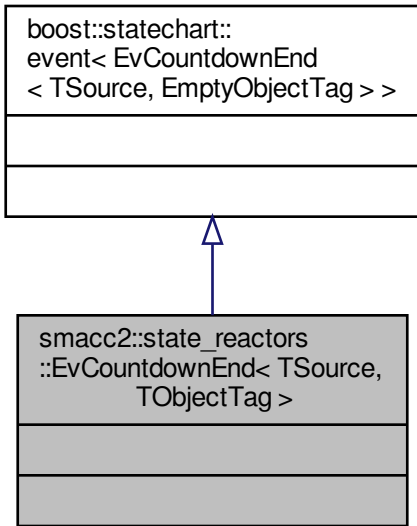 boost::statechart::
event< EvCountdownEnd
< TSource, EmptyObjectTag > >
smacc2::state_reactors
::EvCountdownEnd< TSource,
TObjectTag >